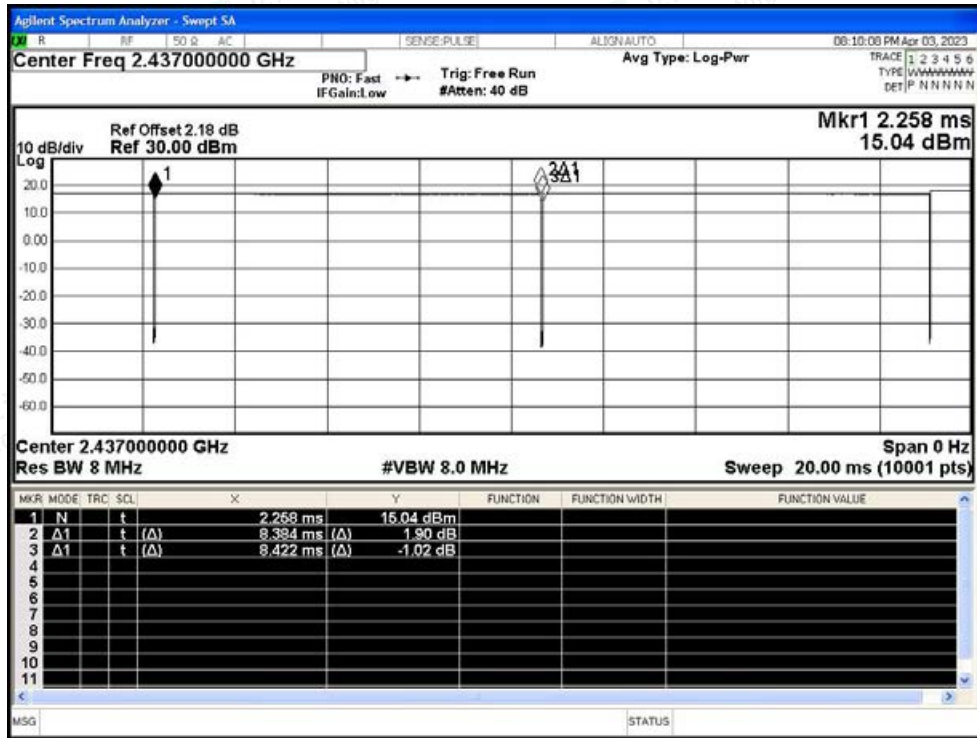 Agilent Spectrum Analyzer - Swept SA
R RF 50 Ω AC SENSE:PULSE ALIGNAUTO 08:10:08 PM Apr 03, 2023
Center Freq 2.437000000 GHz Avg Type: Log-Pwr TRACE 1 2 3 4 5 6
PNO: Fast Trig: Free Run TYPE
IFGain:Low #Atten: 40 dB DET P N N N N N
Mkr1 2.258 ms
Ref Offset 2.18 dB
10 dB/div Ref 30.00 dBm 15.04 dBm
Log
1 2Δ1
3Δ1
20.0
10.0
0.00
-10.0
-20.0
-30.0
-40.0
-50.0
-60.0
Center 2.437000000 GHz Span 0 Hz
Res BW 8 MHz #VBW 8.0 MHz Sweep 20.00 ms (10001 pts)
MKR MODE TRC SCL X Y FUNCTION FUNCTION WIDTH FUNCTION VALUE
1 N t 2.258 ms 15.04 dBm
2 Δ1 t (Δ) 8.384 ms (Δ) 1.90 dB
3 Δ1 t (Δ) 8.422 ms (Δ) -1.02 dB
4
5
6
7
8
9
10
11
MSG STATUS